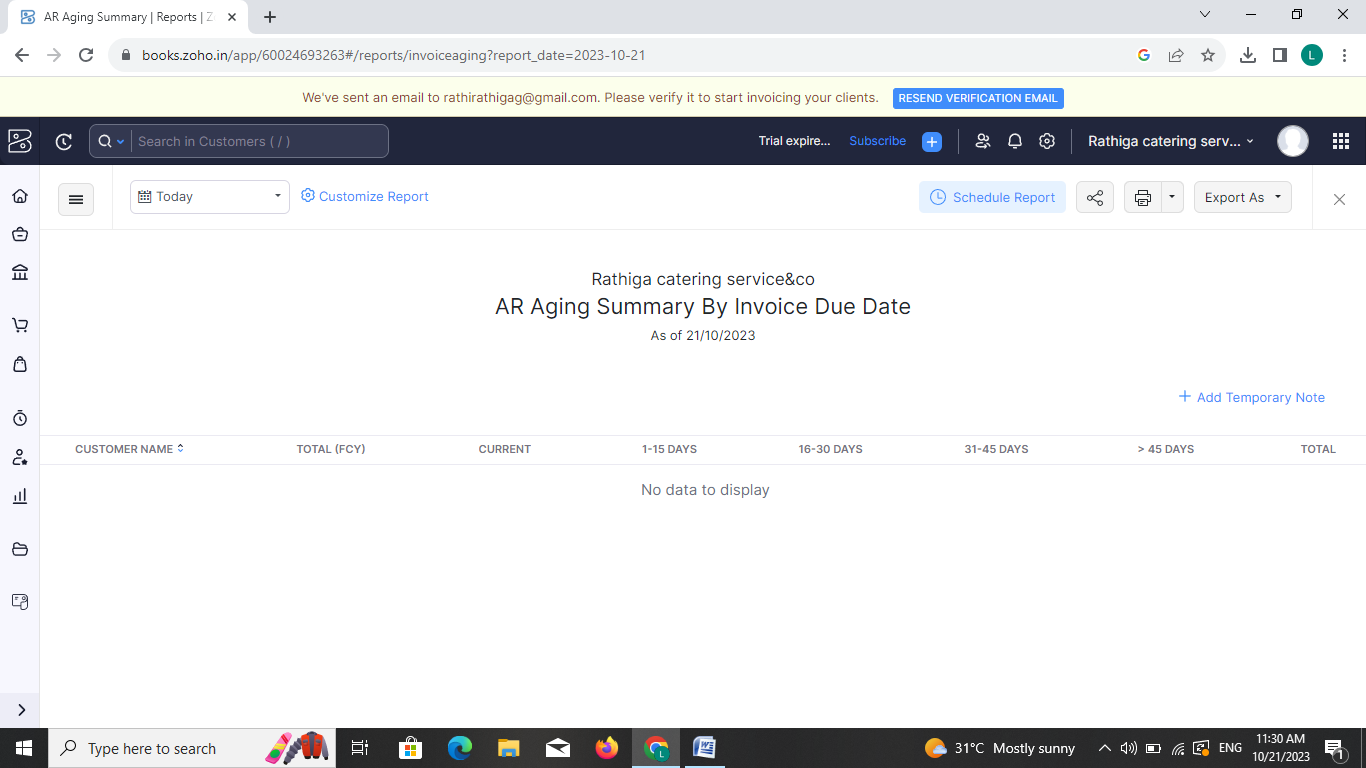 AR Aging Summary | Reports | Z
books.zoho.in/app/60024693263#/reports/invoiceaging?report_date=2023-10-21
L
We've sent an email to rathirathigag@gmail.com. Please verify it to start invoicing your clients. RESEND VERIFICATION EMAIL
Search in Customers ( / )
Trial expire... Subscribe
Rathiga catering serv...
Today
Customize Report
Schedule Report
Export As
Rathiga catering service&co
AR Aging Summary By Invoice Due Date
As of 21/10/2023
+ Add Temporary Note
CUSTOMER NAME TOTAL (FCY) CURRENT 1-15 DAYS 16-30 DAYS 31-45 DAYS > 45 DAYS TOTAL
No data to display
Type here to search
31°C Mostly sunny
ENG
11:30 AM
10/21/2023
1